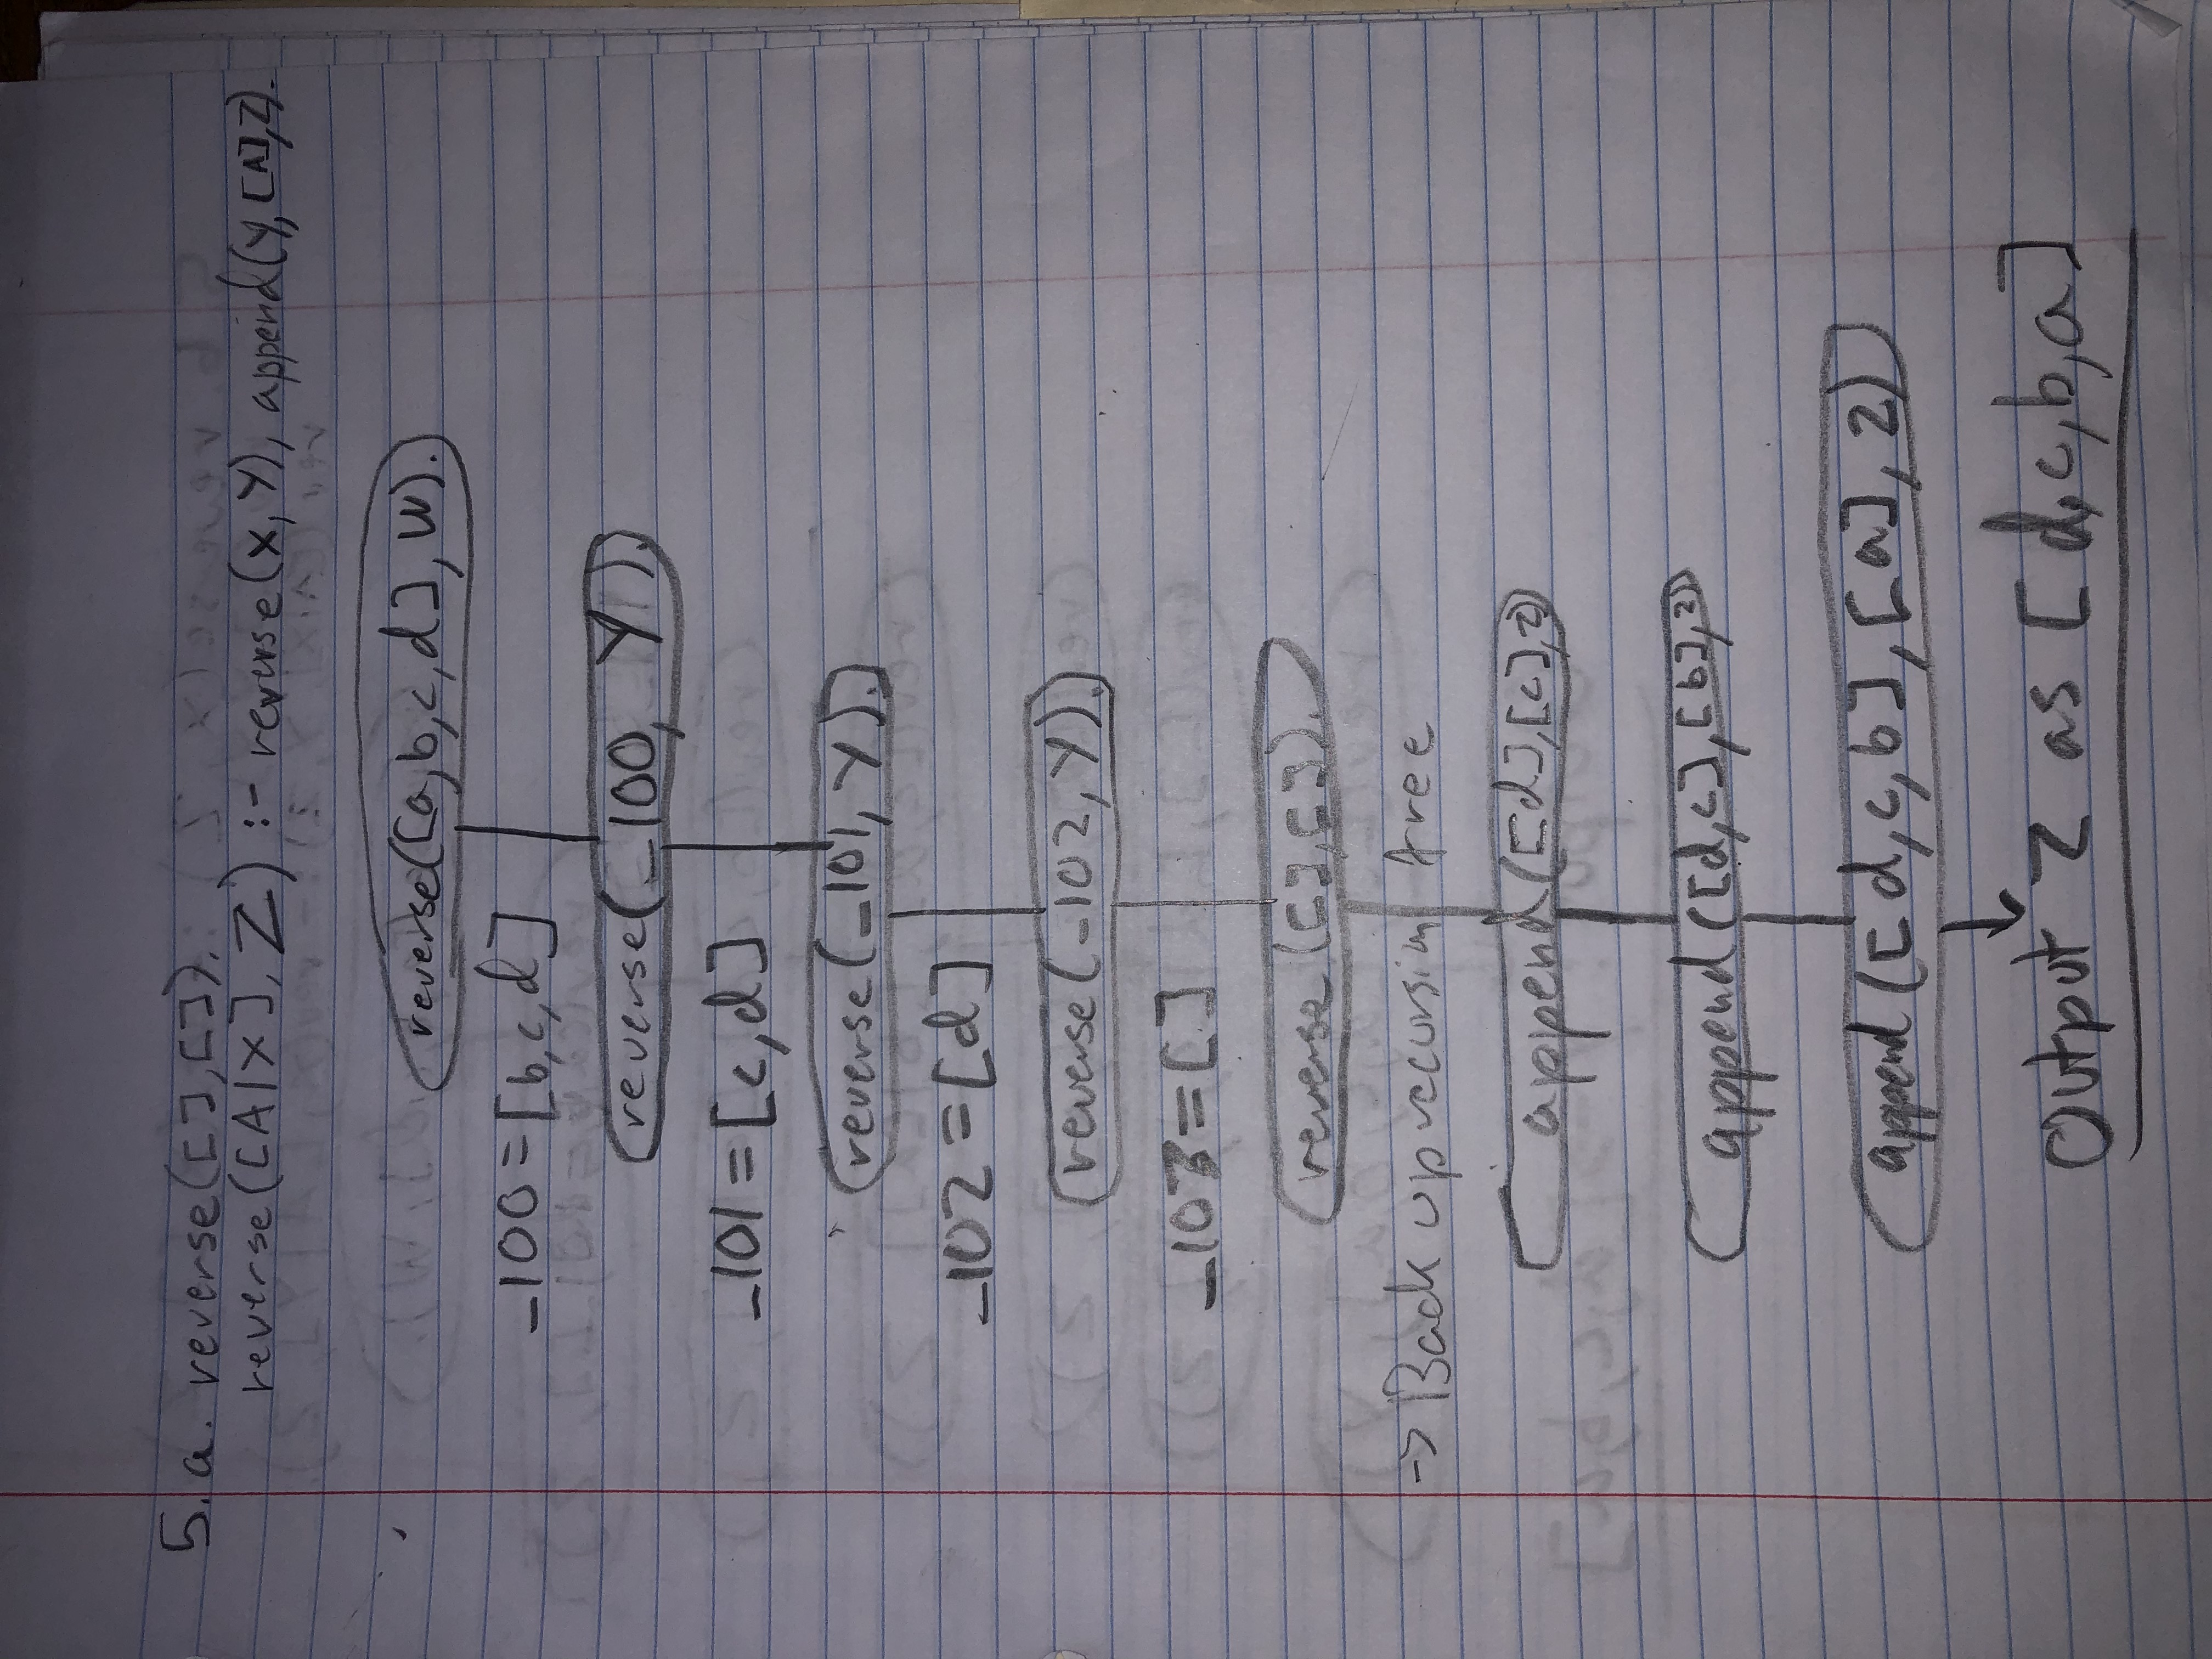 5. a. reverse([],[]).
reverse([A|X], Z) :- reverse(X, Y), append(Y, [A], Z).
reverse([a,b,c,d], W).
_100 = [b,c,d]
reverse(_100, Y).
_101 = [c,d]
reverse(_101, Y).
_102 = [d]
reverse(_102, Y).
_103 = []
reverse([],[]).
-> Back up recursion tree
append([d],[c],Z)
append([d,c],[b],Z)
append([d,c,b],[a],Z)
Output Z as [d,c,b,a]